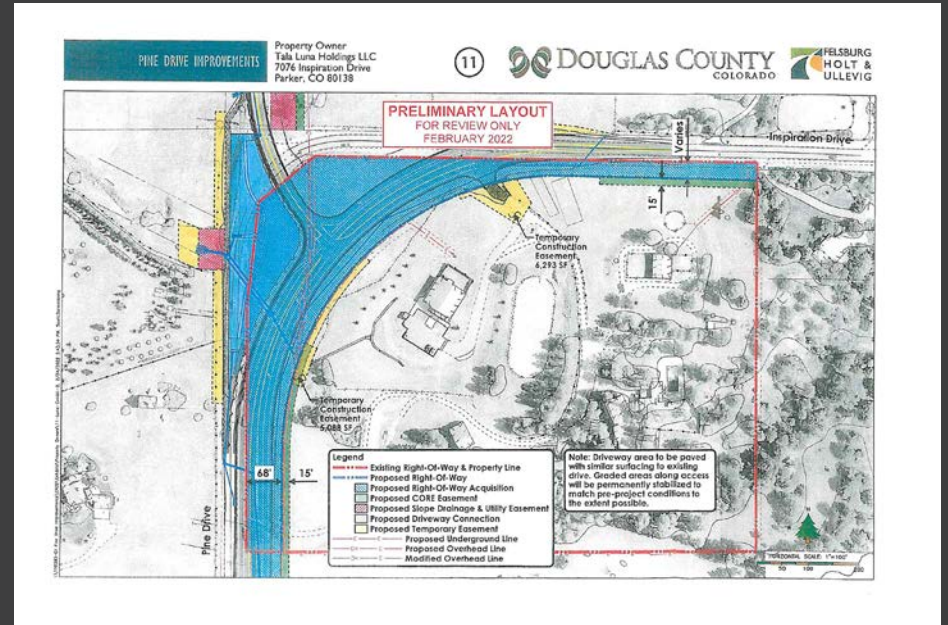 PINE DRIVE IMPROVEMENTS
Property Owner
Tala Luna Holdings LLC
7076 Inspiration Drive
Parker, CO 80138
11
DOUGLAS COUNTY
COLORADO
FELSBURG
HOLT &
ULLEVIG
PRELIMINARY LAYOUT
FOR REVIEW ONLY
FEBRUARY 2022
Inspiration Drive
Varies
15'
Temporary
Construction
Easement
6,293 SF
Temporary
Construction
Easement
5,088 SF
68'
15'
Pine Drive
Legend
Existing Right-Of-Way & Property Line
Proposed Right-Of-Way
Proposed Right-Of-Way Acquisition
Proposed CORE Easement
Proposed Slope Drainage & Utility Easement
Proposed Driveway Connection
Proposed Temporary Easement
Proposed Underground Line
Proposed Overhead Line
Modified Overhead Line
Note: Driveway area to be paved
with similar surfacing to existing
drive. Graded areas along access
will be permanently stabilized to
match pre-project conditions to
the extent possible.
HORIZONTAL SCALE: 1"=100'
50 100 200